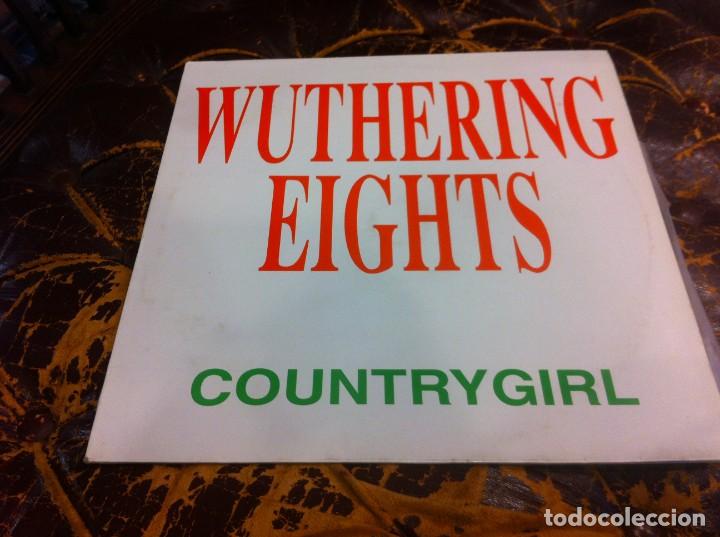 WUTHERING
EIGHTS
COUNTRYGIRL
todocoleccion